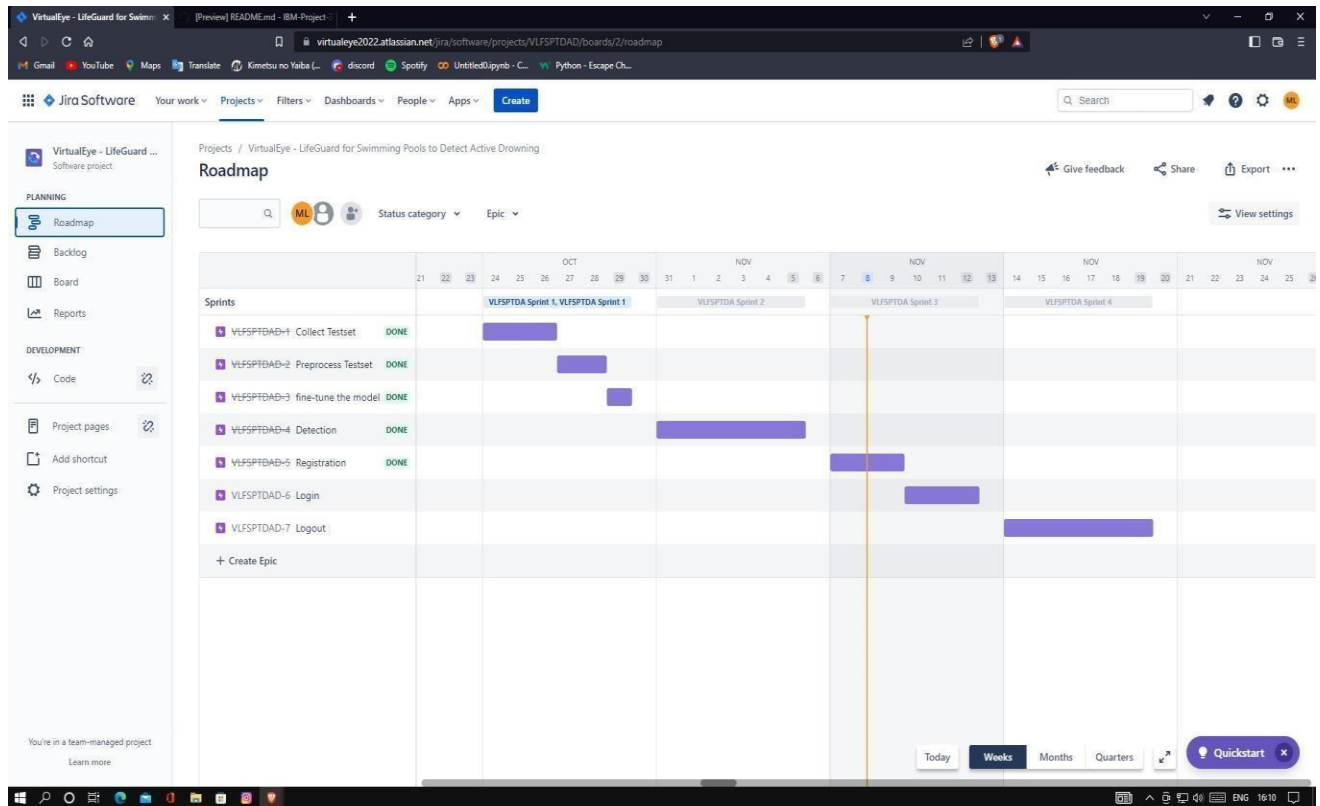 VirtualEye - LifeGuard for Swimm
[Preview] README.md - IBM-Project-
virtualeye2022.atlassian.net/jira/software/projects/VLFSPTDAD/boards/2/roadmap
Gmail YouTube Maps Translate Kimetsu no Yaiba (... discord Spotify Untitled0.ipynb - C... Python - Escape Ch...
Jira Software Your work Projects Filters Dashboards People Apps Create Search ML
VirtualEye - LifeGuard ...
Software project
PLANNING
Roadmap
Backlog
Board
Reports
DEVELOPMENT
Code
Project pages
Add shortcut
Project settings
You're in a team-managed project
Learn more
Projects / VirtualEye - LifeGuard for Swimming Pools to Detect Active Drowning
Roadmap
Give feedback Share Export
ML Status category Epic View settings
OCT NOV NOV NOV NOV
21 22 23 24 25 26 27 28 29 30 31 1 2 3 4 5 6 7 8 9 10 11 12 13 14 15 16 17 18 19 20 21 22 23 24 25
Sprints VLFSPTDA Sprint 1, VLFSPTDA Sprint 1 VLFSPTDA Sprint 2 VLFSPTDA Sprint 3 VLFSPTDA Sprint 4
VLFSPTDAD-1 Collect Testset DONE
VLFSPTDAD-2 Preprocess Testset DONE
VLFSPTDAD-3 fine-tune the model DONE
VLFSPTDAD-4 Detection DONE
VLFSPTDAD-5 Registration DONE
VLFSPTDAD-6 Login
VLFSPTDAD-7 Logout
+ Create Epic
Today Weeks Months Quarters Quickstart
ENG 16:10